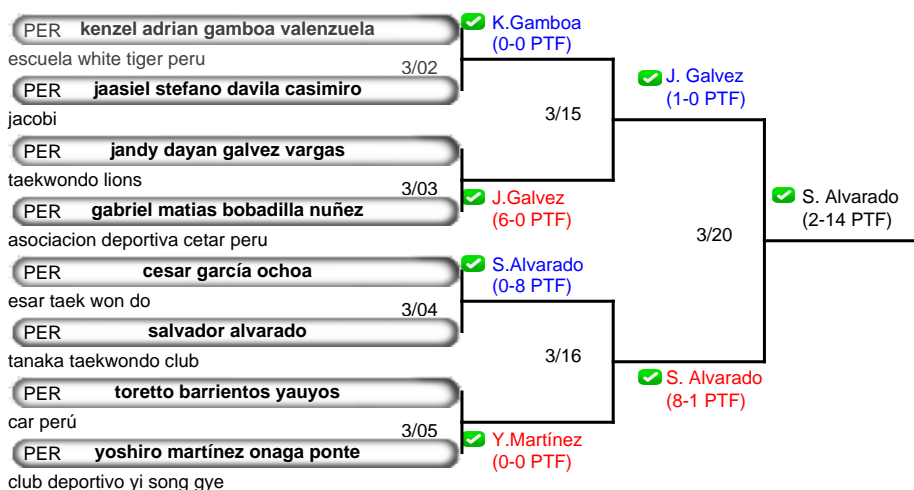 PER kenzel adrian gamboa valenzuela
escuela white tiger peru
3/02
PER jaasiel stefano davila casimiro
jacobi
PER jandy dayan galvez vargas
taekwondo lions
3/03
PER gabriel matias bobadilla nuñez
asociacion deportiva cetar peru
PER cesar garcía ochoa
esar taek won do
3/04
PER salvador alvarado
tanaka taekwondo club
PER toretto barrientos yauyos
car perú
3/05
PER yoshiro martínez onaga ponte
club deportivo yi song gye
K.Gamboa
(0-0 PTF)
3/15
J.Galvez
(6-0 PTF)
S.Alvarado
(0-8 PTF)
3/16
Y.Martínez
(0-0 PTF)
J. Galvez
(1-0 PTF)
3/20
S. Alvarado
(8-1 PTF)
S. Alvarado
(2-14 PTF)